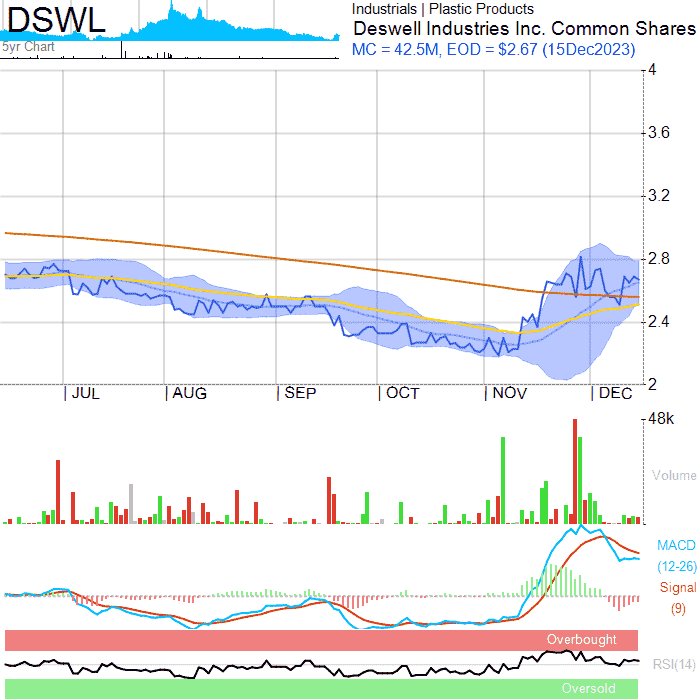 DSWL
5yr Chart
Industrials | Plastic Products
Deswell Industries Inc. Common Shares
MC = 42.5M, EOD = $2.67 (15Dec2023)
4
3.6
3.2
2.8
2.4
2
JUL AUG SEP OCT NOV DEC
48k
Volume
MACD
(12-26)
Signal
(9)
Overbought
RSI(14)
Oversold